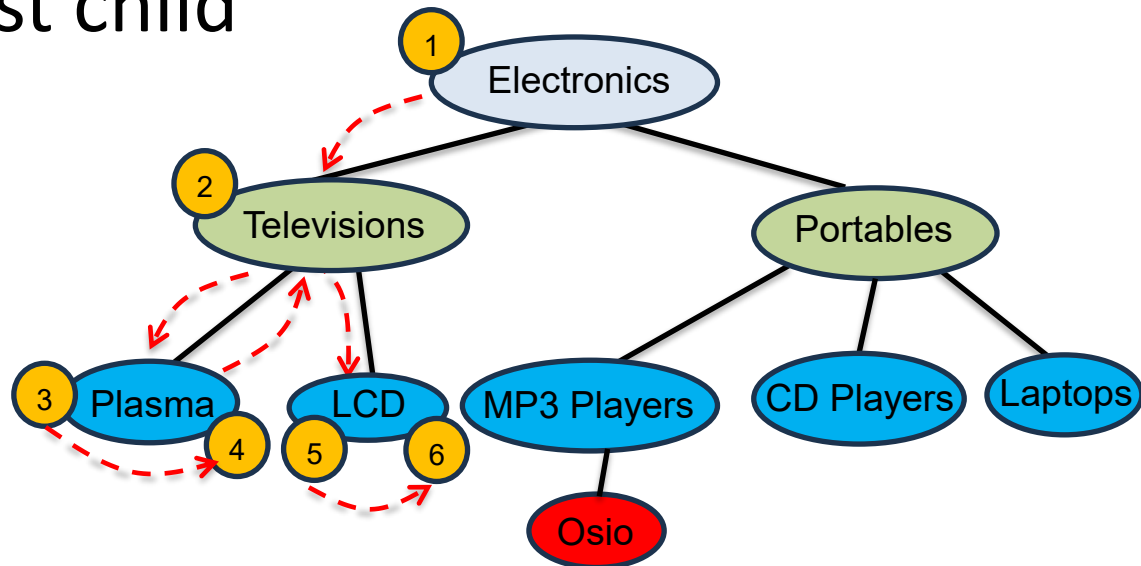 st child
1
Electronics
2
Televisions
Portables
3
Plasma
4
LCD
5
6
MP3 Players
CD Players
Laptops
Osio